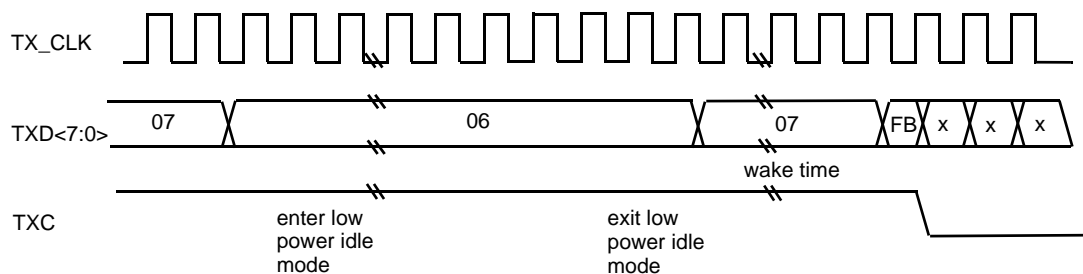 TX_CLK
TXD<7:0>
07
06
07
FB
x
x
x
wake time
TXC
enter low
power idle
mode
exit low
power idle
mode